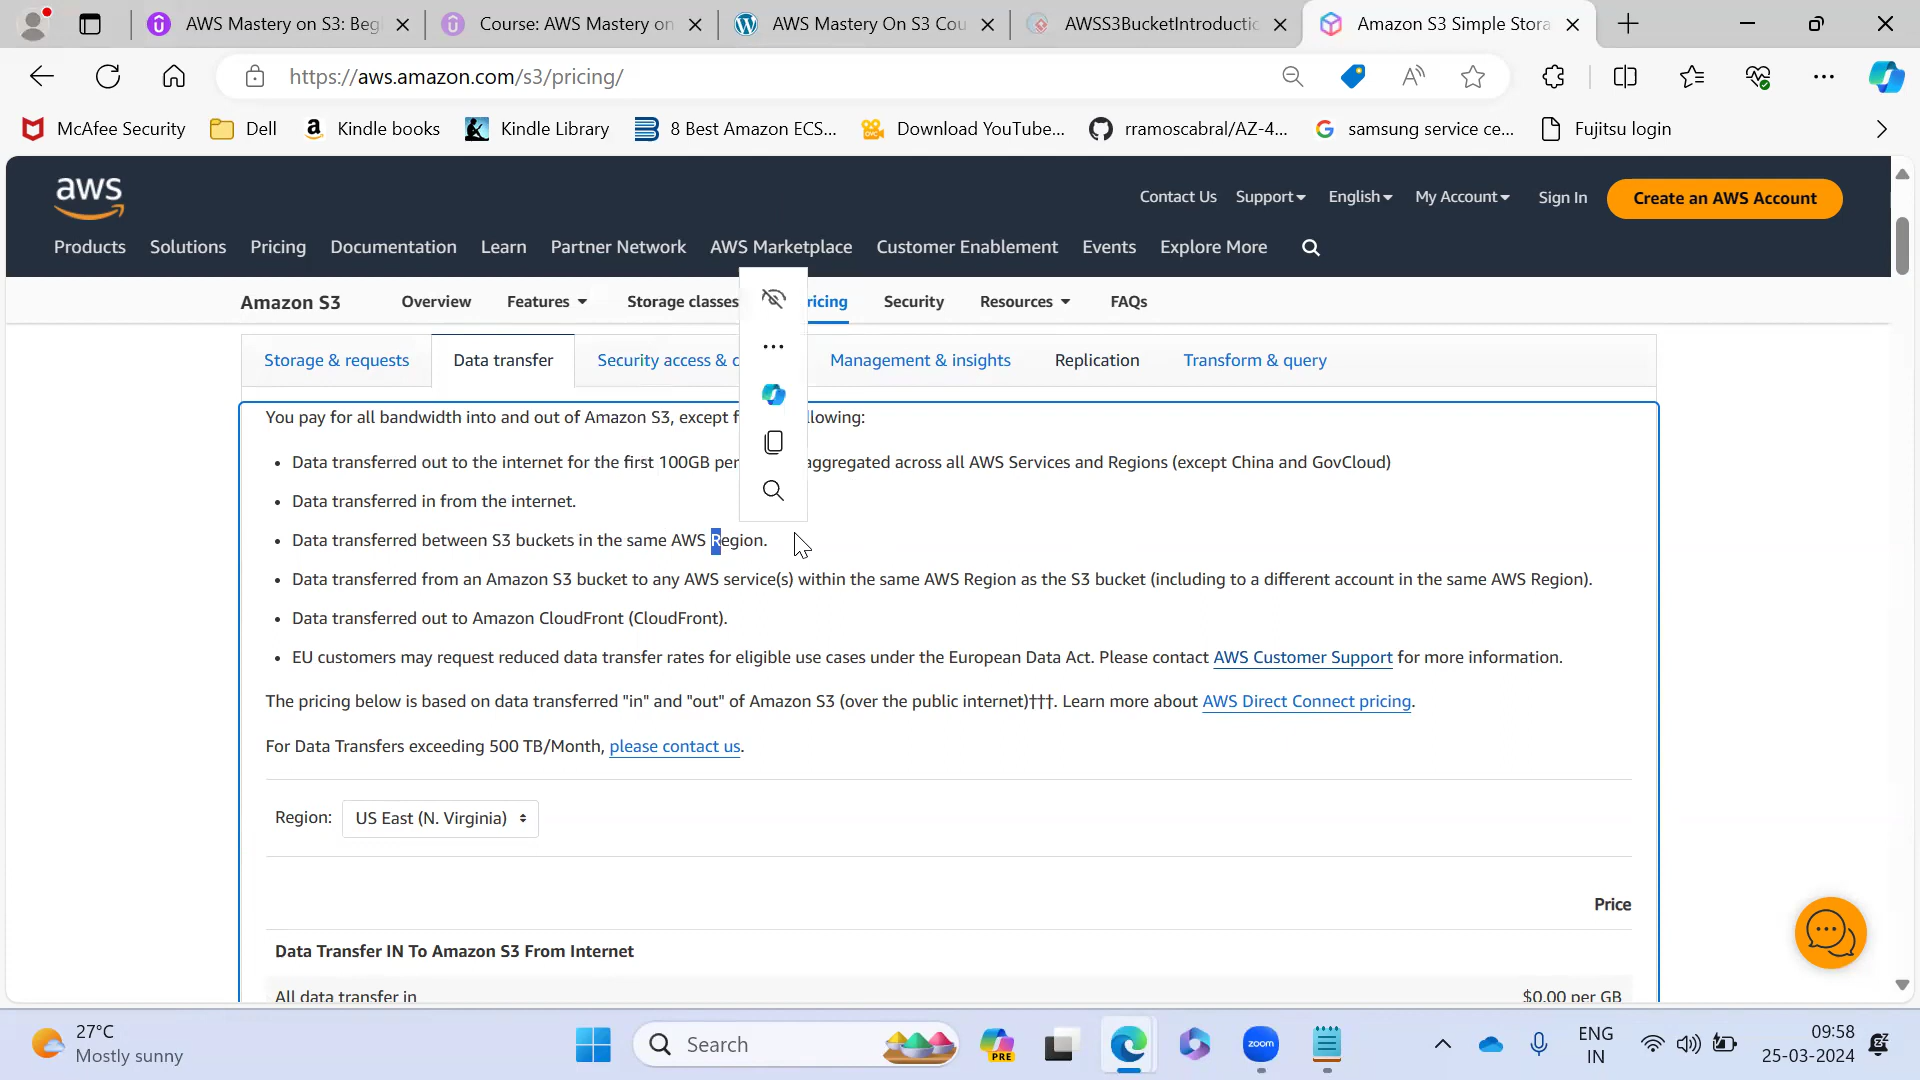 AWS Mastery on S3: Beg
Course: AWS Mastery on
AWS Mastery On S3 Cou
AWSS3BucketIntroductic
Amazon S3 Simple Stora
https://aws.amazon.com/s3/pricing/
McAfee Security
Dell
Kindle books
Kindle Library
8 Best Amazon ECS...
Download YouTube...
rramoscabral/AZ-4...
samsung service ce...
Fujitsu login
aws
Contact Us
Support
English
My Account
Sign In
Create an AWS Account
Products
Solutions
Pricing
Documentation
Learn
Partner Network
AWS Marketplace
Customer Enablement
Events
Explore More
Amazon S3
Overview
Features
Storage classes
ricing
Security
Resources
FAQs
Storage & requests
Data transfer
Security access & c
Management & insights
Replication
Transform & query
You pay for all bandwidth into and out of Amazon S3, except f lowing:
• Data transferred out to the internet for the first 100GB per aggregated across all AWS Services and Regions (except China and GovCloud)
• Data transferred in from the internet.
• Data transferred between S3 buckets in the same AWS Region.
• Data transferred from an Amazon S3 bucket to any AWS service(s) within the same AWS Region as the S3 bucket (including to a different account in the same AWS Region).
• Data transferred out to Amazon CloudFront (CloudFront).
• EU customers may request reduced data transfer rates for eligible use cases under the European Data Act. Please contact AWS Customer Support for more information.
The pricing below is based on data transferred "in" and "out" of Amazon S3 (over the public internet)†††. Learn more about AWS Direct Connect pricing.
For Data Transfers exceeding 500 TB/Month, please contact us.
Region: US East (N. Virginia)
Price
Data Transfer IN To Amazon S3 From Internet
All data transfer in $0.00 per GB
27°C
Mostly sunny
Search
PRE
zoom
ENG
IN
09:58
25-03-2024